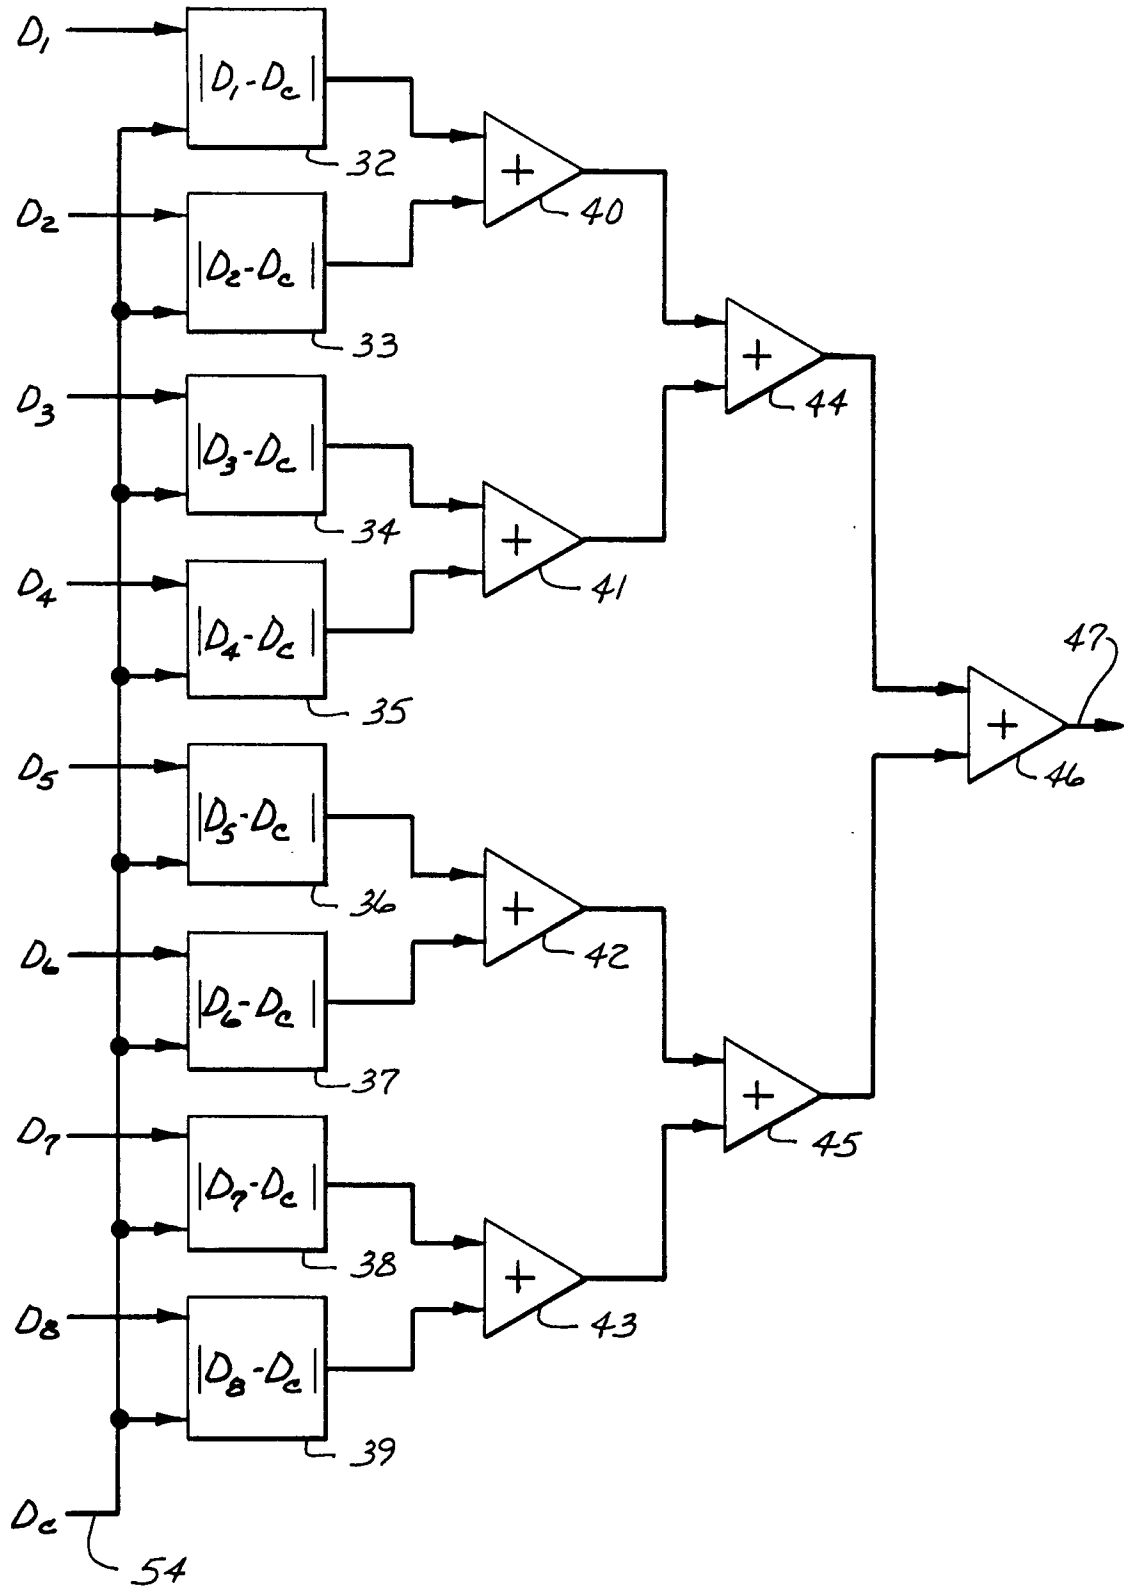 D1
|D1-Dc|
32
40
D2
|D2-Dc|
33
+
D3
|D3-Dc|
34
44
+
D4
|D4-Dc|
35
41
+
D5
|D5-Dc|
36
47
46
+
D6
|D6-Dc|
37
42
+
D7
|D7-Dc|
38
45
+
D8
|D8-Dc|
39
43
+
Dc
54